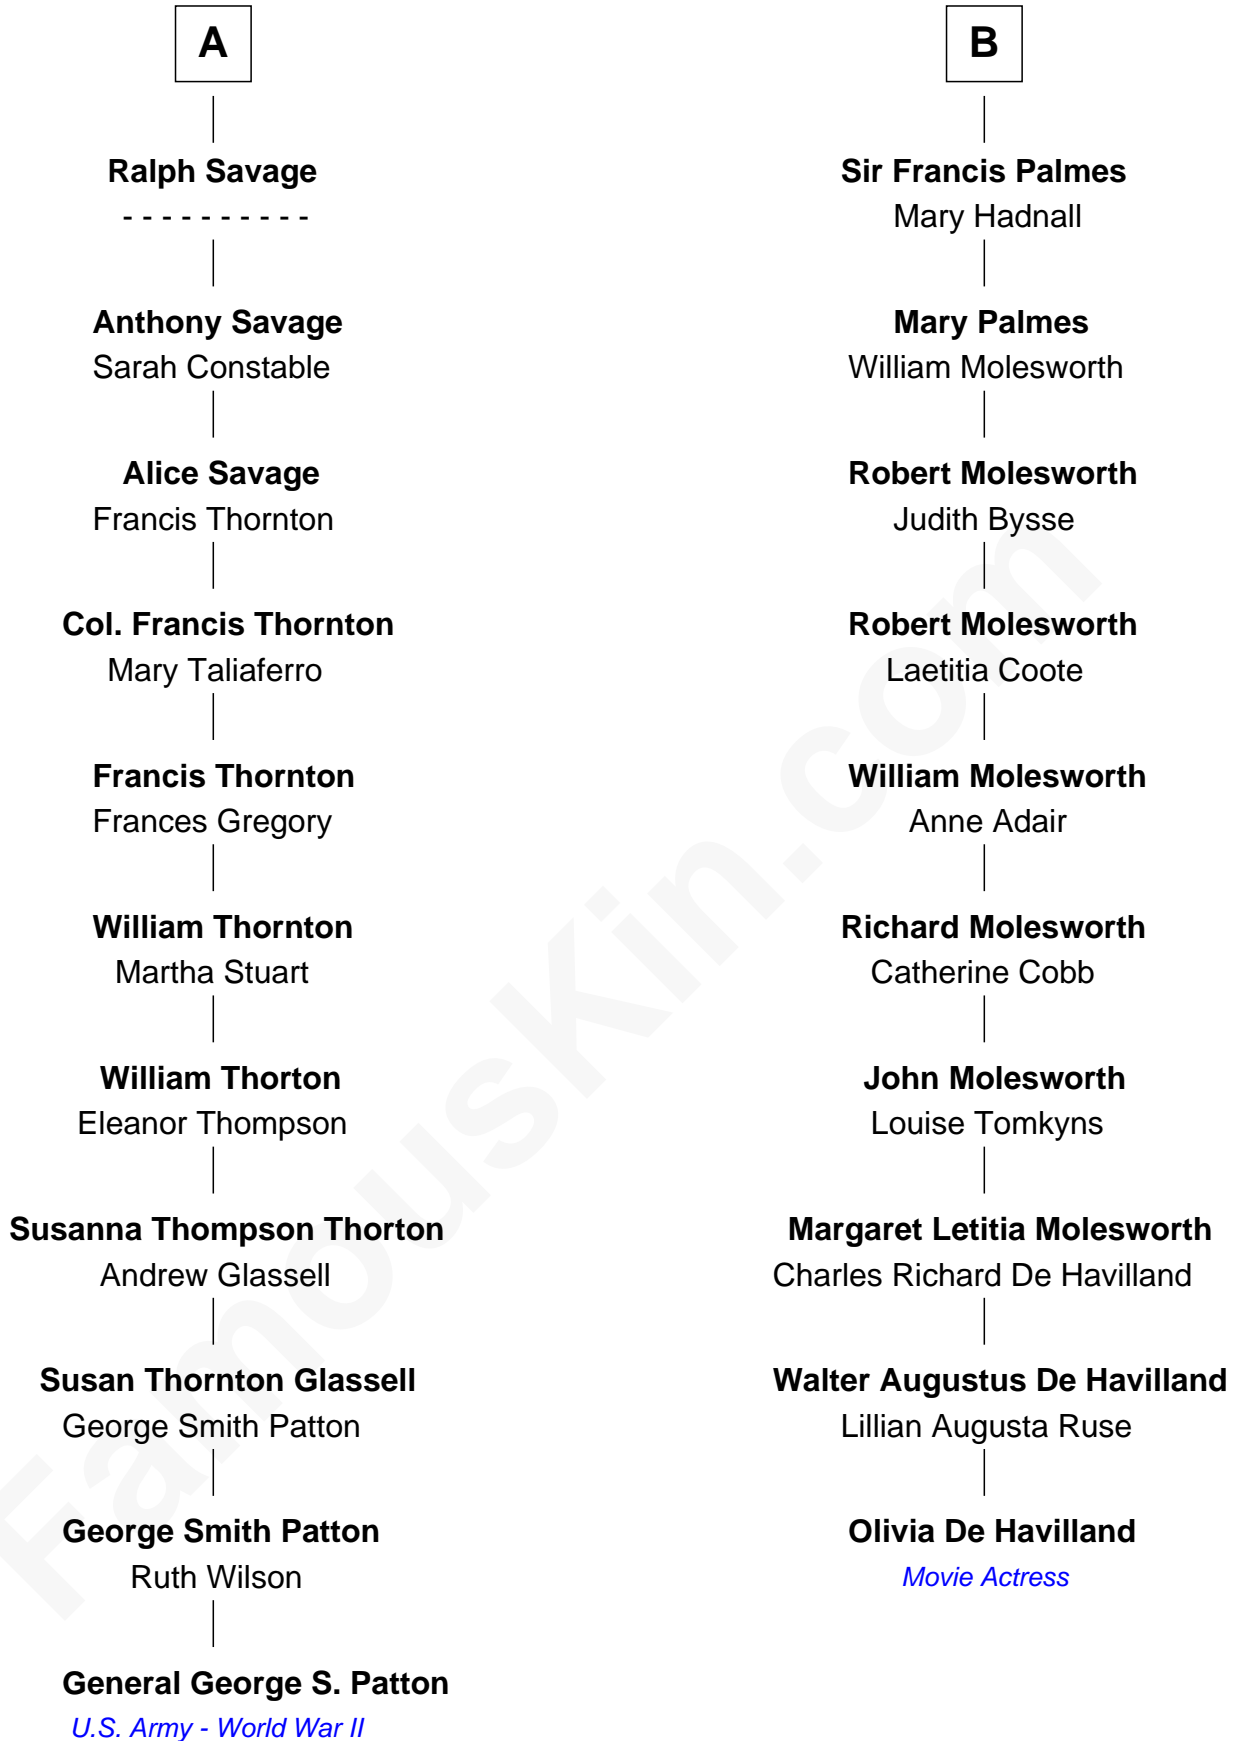 A
Ralph Savage
- - - - - - - - - -
Anthony Savage
Sarah Constable
Alice Savage
Francis Thornton
Col. Francis Thornton
Mary Taliaferro
Francis Thornton
Frances Gregory
William Thornton
Martha Stuart
William Thorton
Eleanor Thompson
Susanna Thompson Thorton
Andrew Glassell
Susan Thornton Glassell
George Smith Patton
George Smith Patton
Ruth Wilson
General George S. Patton
U.S. Army - World War II
B
Sir Francis Palmes
Mary Hadnall
Mary Palmes
William Molesworth
Robert Molesworth
Judith Bysse
Robert Molesworth
Laetitia Coote
William Molesworth
Anne Adair
Richard Molesworth
Catherine Cobb
John Molesworth
Louise Tomkyns
Margaret Letitia Molesworth
Charles Richard De Havilland
Walter Augustus De Havilland
Lillian Augusta Ruse
Olivia De Havilland
Movie Actress
FamousKin.com